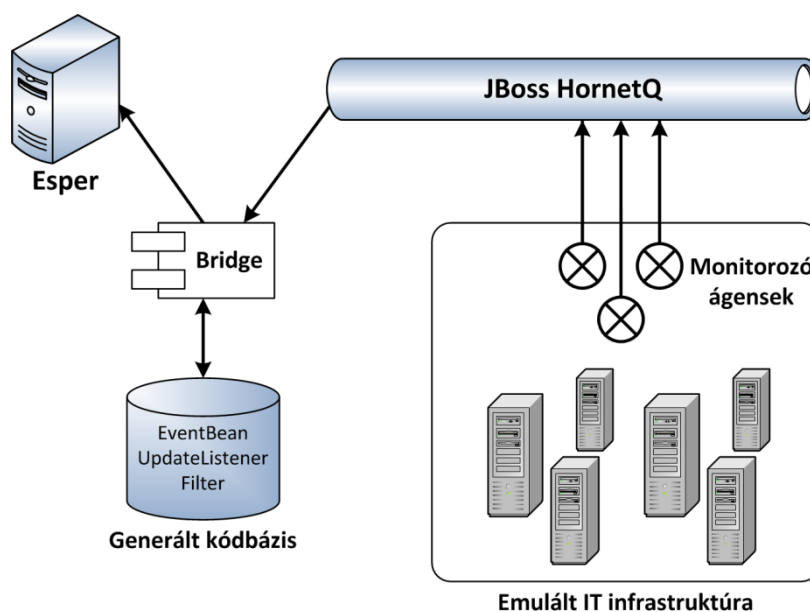 JBoss HornetQ
Esper
Bridge
Monitorozó
ágensek
EventBean
UpdateListener
Filter
Generált kódbázis
Emulált IT infrastruktúra